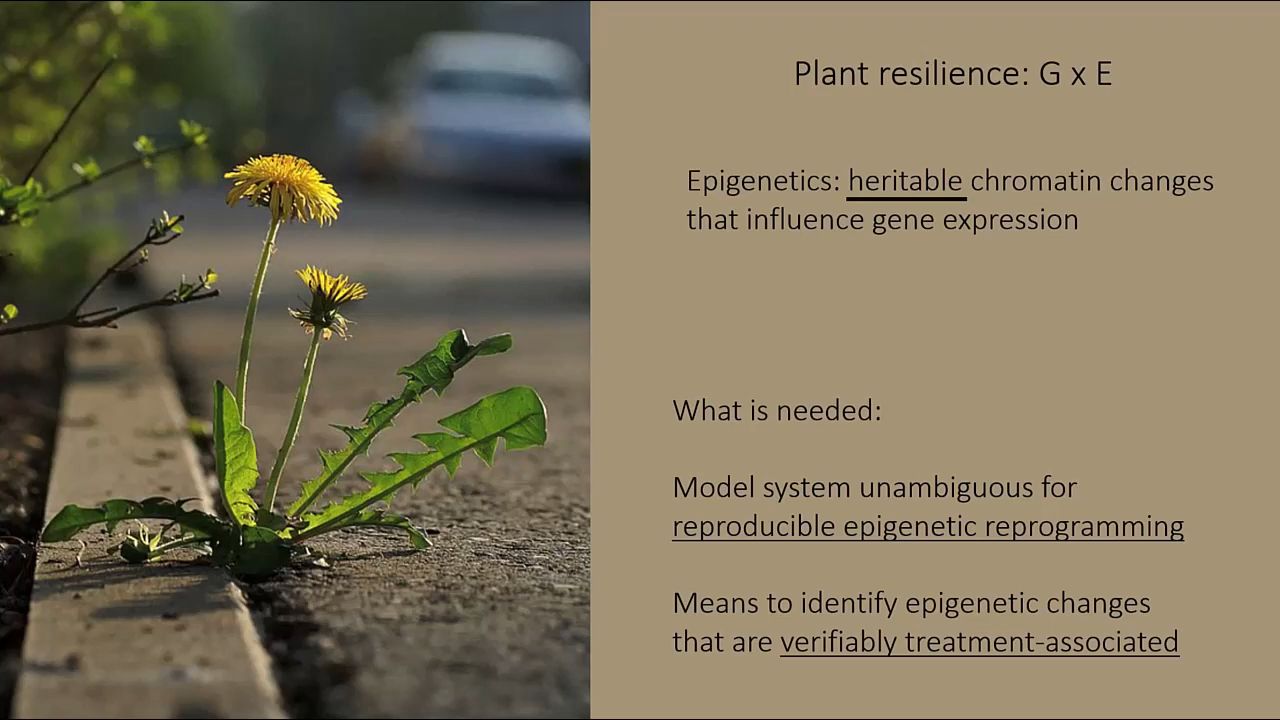 Plant resilience: G x E
Epigenetics: heritable chromatin changes
that influence gene expression
What is needed:
Model system unambiguous for
reproducible epigenetic reprogramming
Means to identify epigenetic changes
that are verifiably treatment-associated